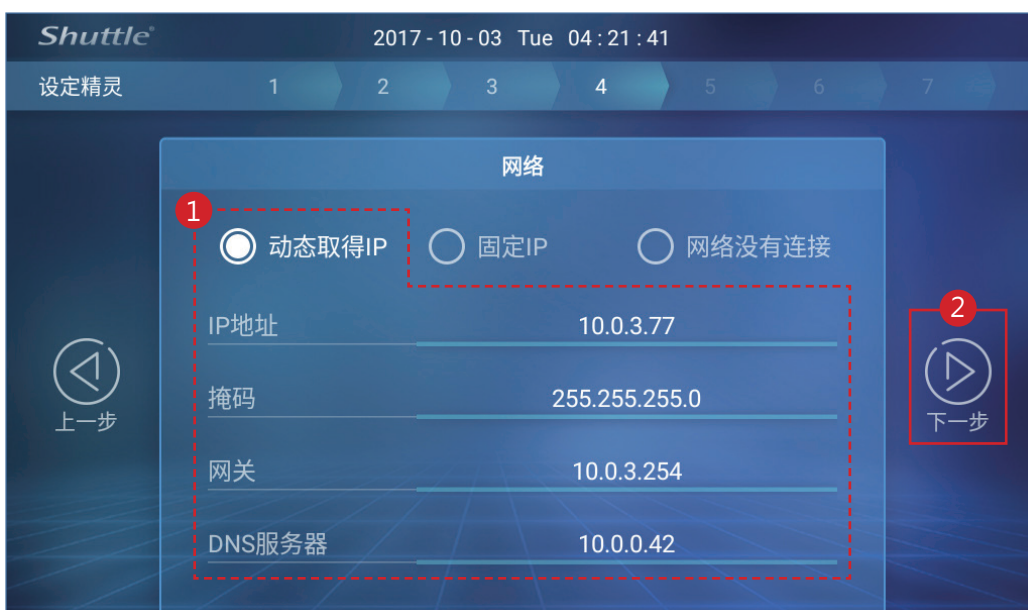 Shuttle® 2017 - 10 - 03 Tue 04 : 21 : 41
设定精灵 1 2 3 4 5 6 7
网络
1
动态取得IP 固定IP 网络没有连接
IP地址 10.0.3.77
2
掩码 255.255.255.0
上一步 下一步
网关 10.0.3.254
DNS服务器 10.0.0.42